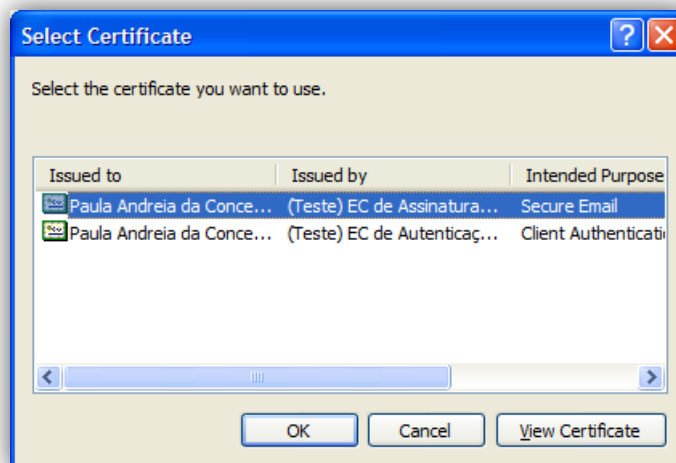 Select Certificate
Select the certificate you want to use.
Issued to Issued by Intended Purpose
Paula Andreia da Conce... (Teste) EC de Assinatura... Secure Email
Paula Andreia da Conce... (Teste) EC de Autenticaç... Client Authenticati
OK Cancel View Certificate